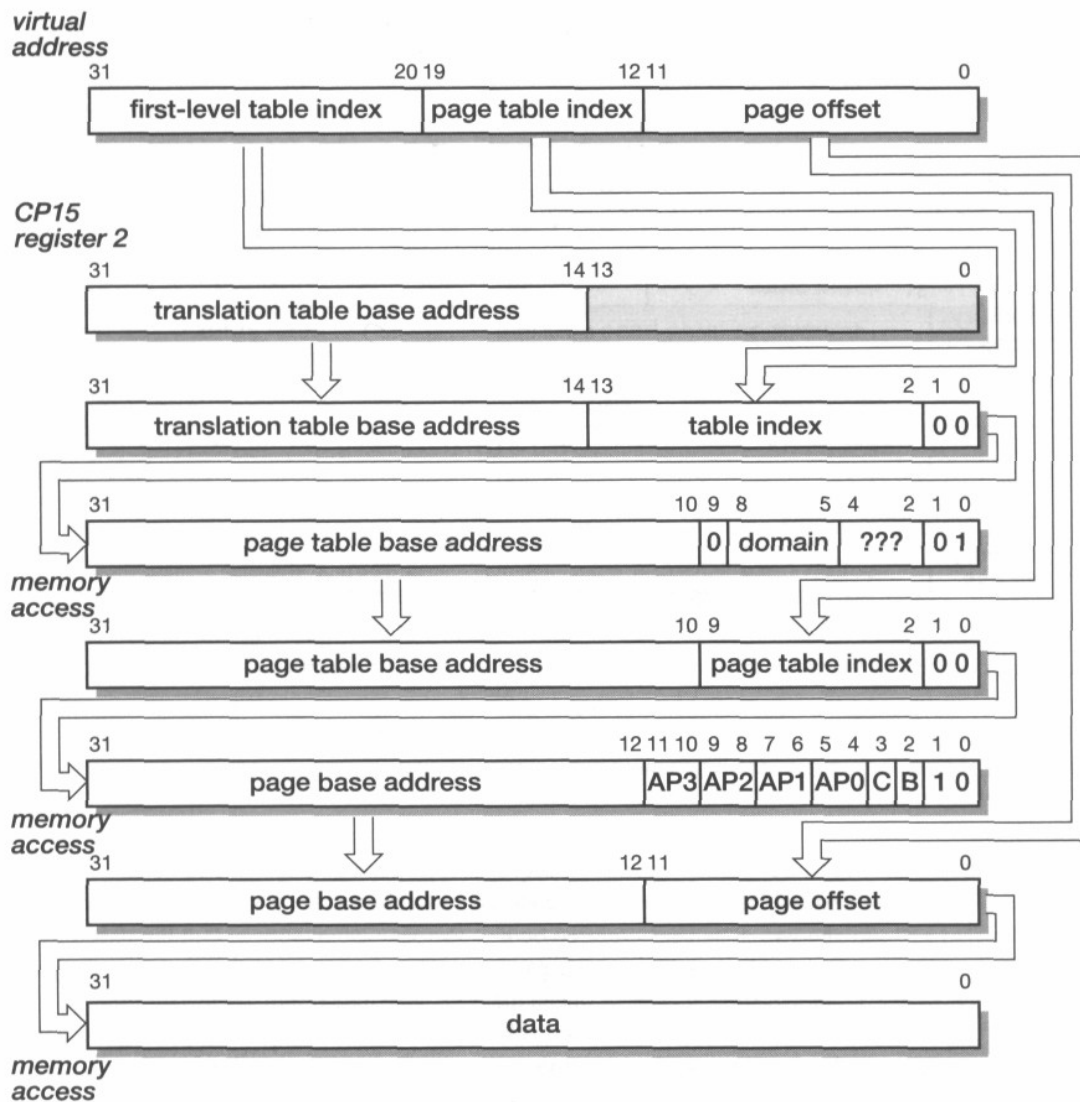 virtual
address
31 20 19 12 11 0
first-level table index page table index page offset
CP15
register 2
31 14 13 0
translation table base address
31 14 13 2 1 0
translation table base address table index 0 0
31 10 9 8 5 4 2 1 0
page table base address 0 domain ??? 0 1
memory
access
31 10 9 2 1 0
page table base address page table index 0 0
31 12 11 10 9 8 7 6 5 4 3 2 1 0
page base address AP3 AP2 AP1 AP0 C B 1 0
memory
access
31 12 11 0
page base address page offset
31 0
data
memory
access